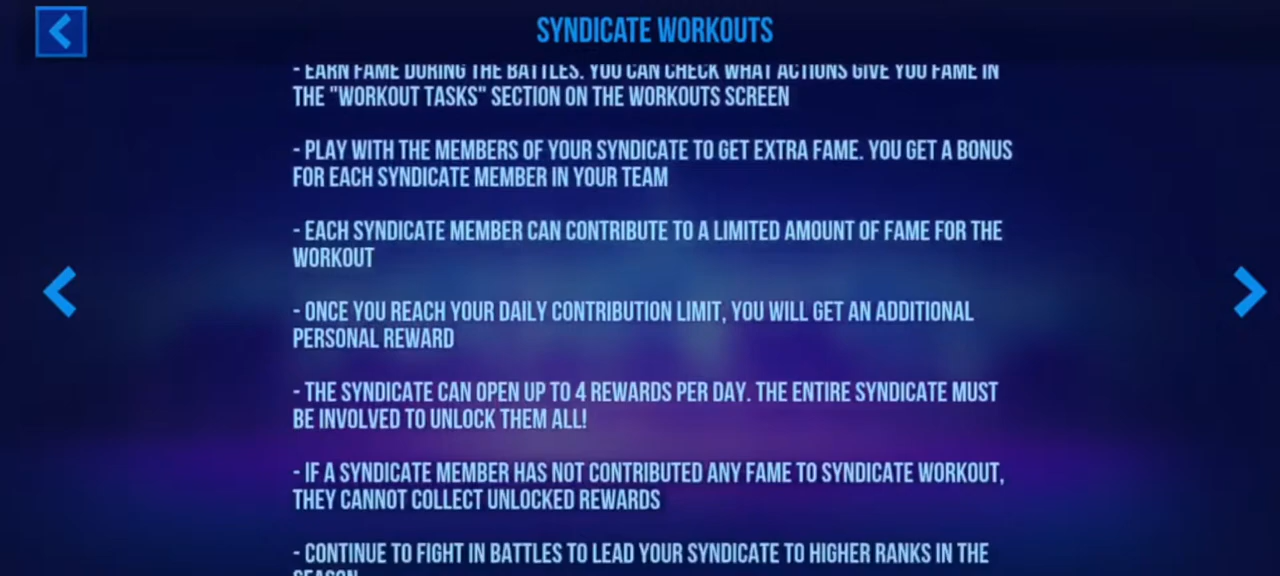 SYNDICATE WORKOUTS
- EARN FAME DURING THE BATTLES. YOU CAN CHECK WHAT ACTIONS GIVE YOU FAME IN
THE "WORKOUT TASKS" SECTION ON THE WORKOUTS SCREEN
- PLAY WITH THE MEMBERS OF YOUR SYNDICATE TO GET EXTRA FAME. YOU GET A BONUS
FOR EACH SYNDICATE MEMBER IN YOUR TEAM
- EACH SYNDICATE MEMBER CAN CONTRIBUTE TO A LIMITED AMOUNT OF FAME FOR THE
WORKOUT
- ONCE YOU REACH YOUR DAILY CONTRIBUTION LIMIT, YOU WILL GET AN ADDITIONAL
PERSONAL REWARD
- THE SYNDICATE CAN OPEN UP TO 4 REWARDS PER DAY. THE ENTIRE SYNDICATE MUST
BE INVOLVED TO UNLOCK THEM ALL!
- IF A SYNDICATE MEMBER HAS NOT CONTRIBUTED ANY FAME TO SYNDICATE WORKOUT,
THEY CANNOT COLLECT UNLOCKED REWARDS
- CONTINUE TO FIGHT IN BATTLES TO LEAD YOUR SYNDICATE TO HIGHER RANKS IN THE
SEASON